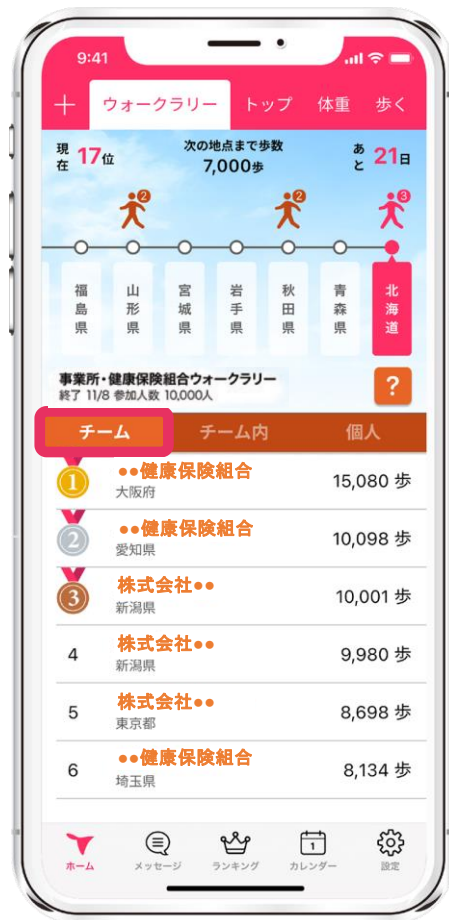 9:41
＋ ウォークラリー トップ 体重 歩く
現在 17位
次の地点まで歩数
7,000歩
あと 21日
2
2
3
福島県
山形県
宮城県
岩手県
秋田県
青森県
北海道
事業所・健康保険組合ウォークラリー
終了 11/8 参加人数 10,000人
?
チーム チーム内 個人
1 ●●健康保険組合 15,080 歩
大阪府
2 ●●健康保険組合 10,098 歩
愛知県
3 株式会社●● 10,001 歩
新潟県
4 株式会社●● 9,980 歩
新潟県
5 株式会社●● 8,698 歩
東京都
6 ●●健康保険組合 8,134 歩
埼玉県
1
ホーム メッセージ ランキング カレンダー 設定